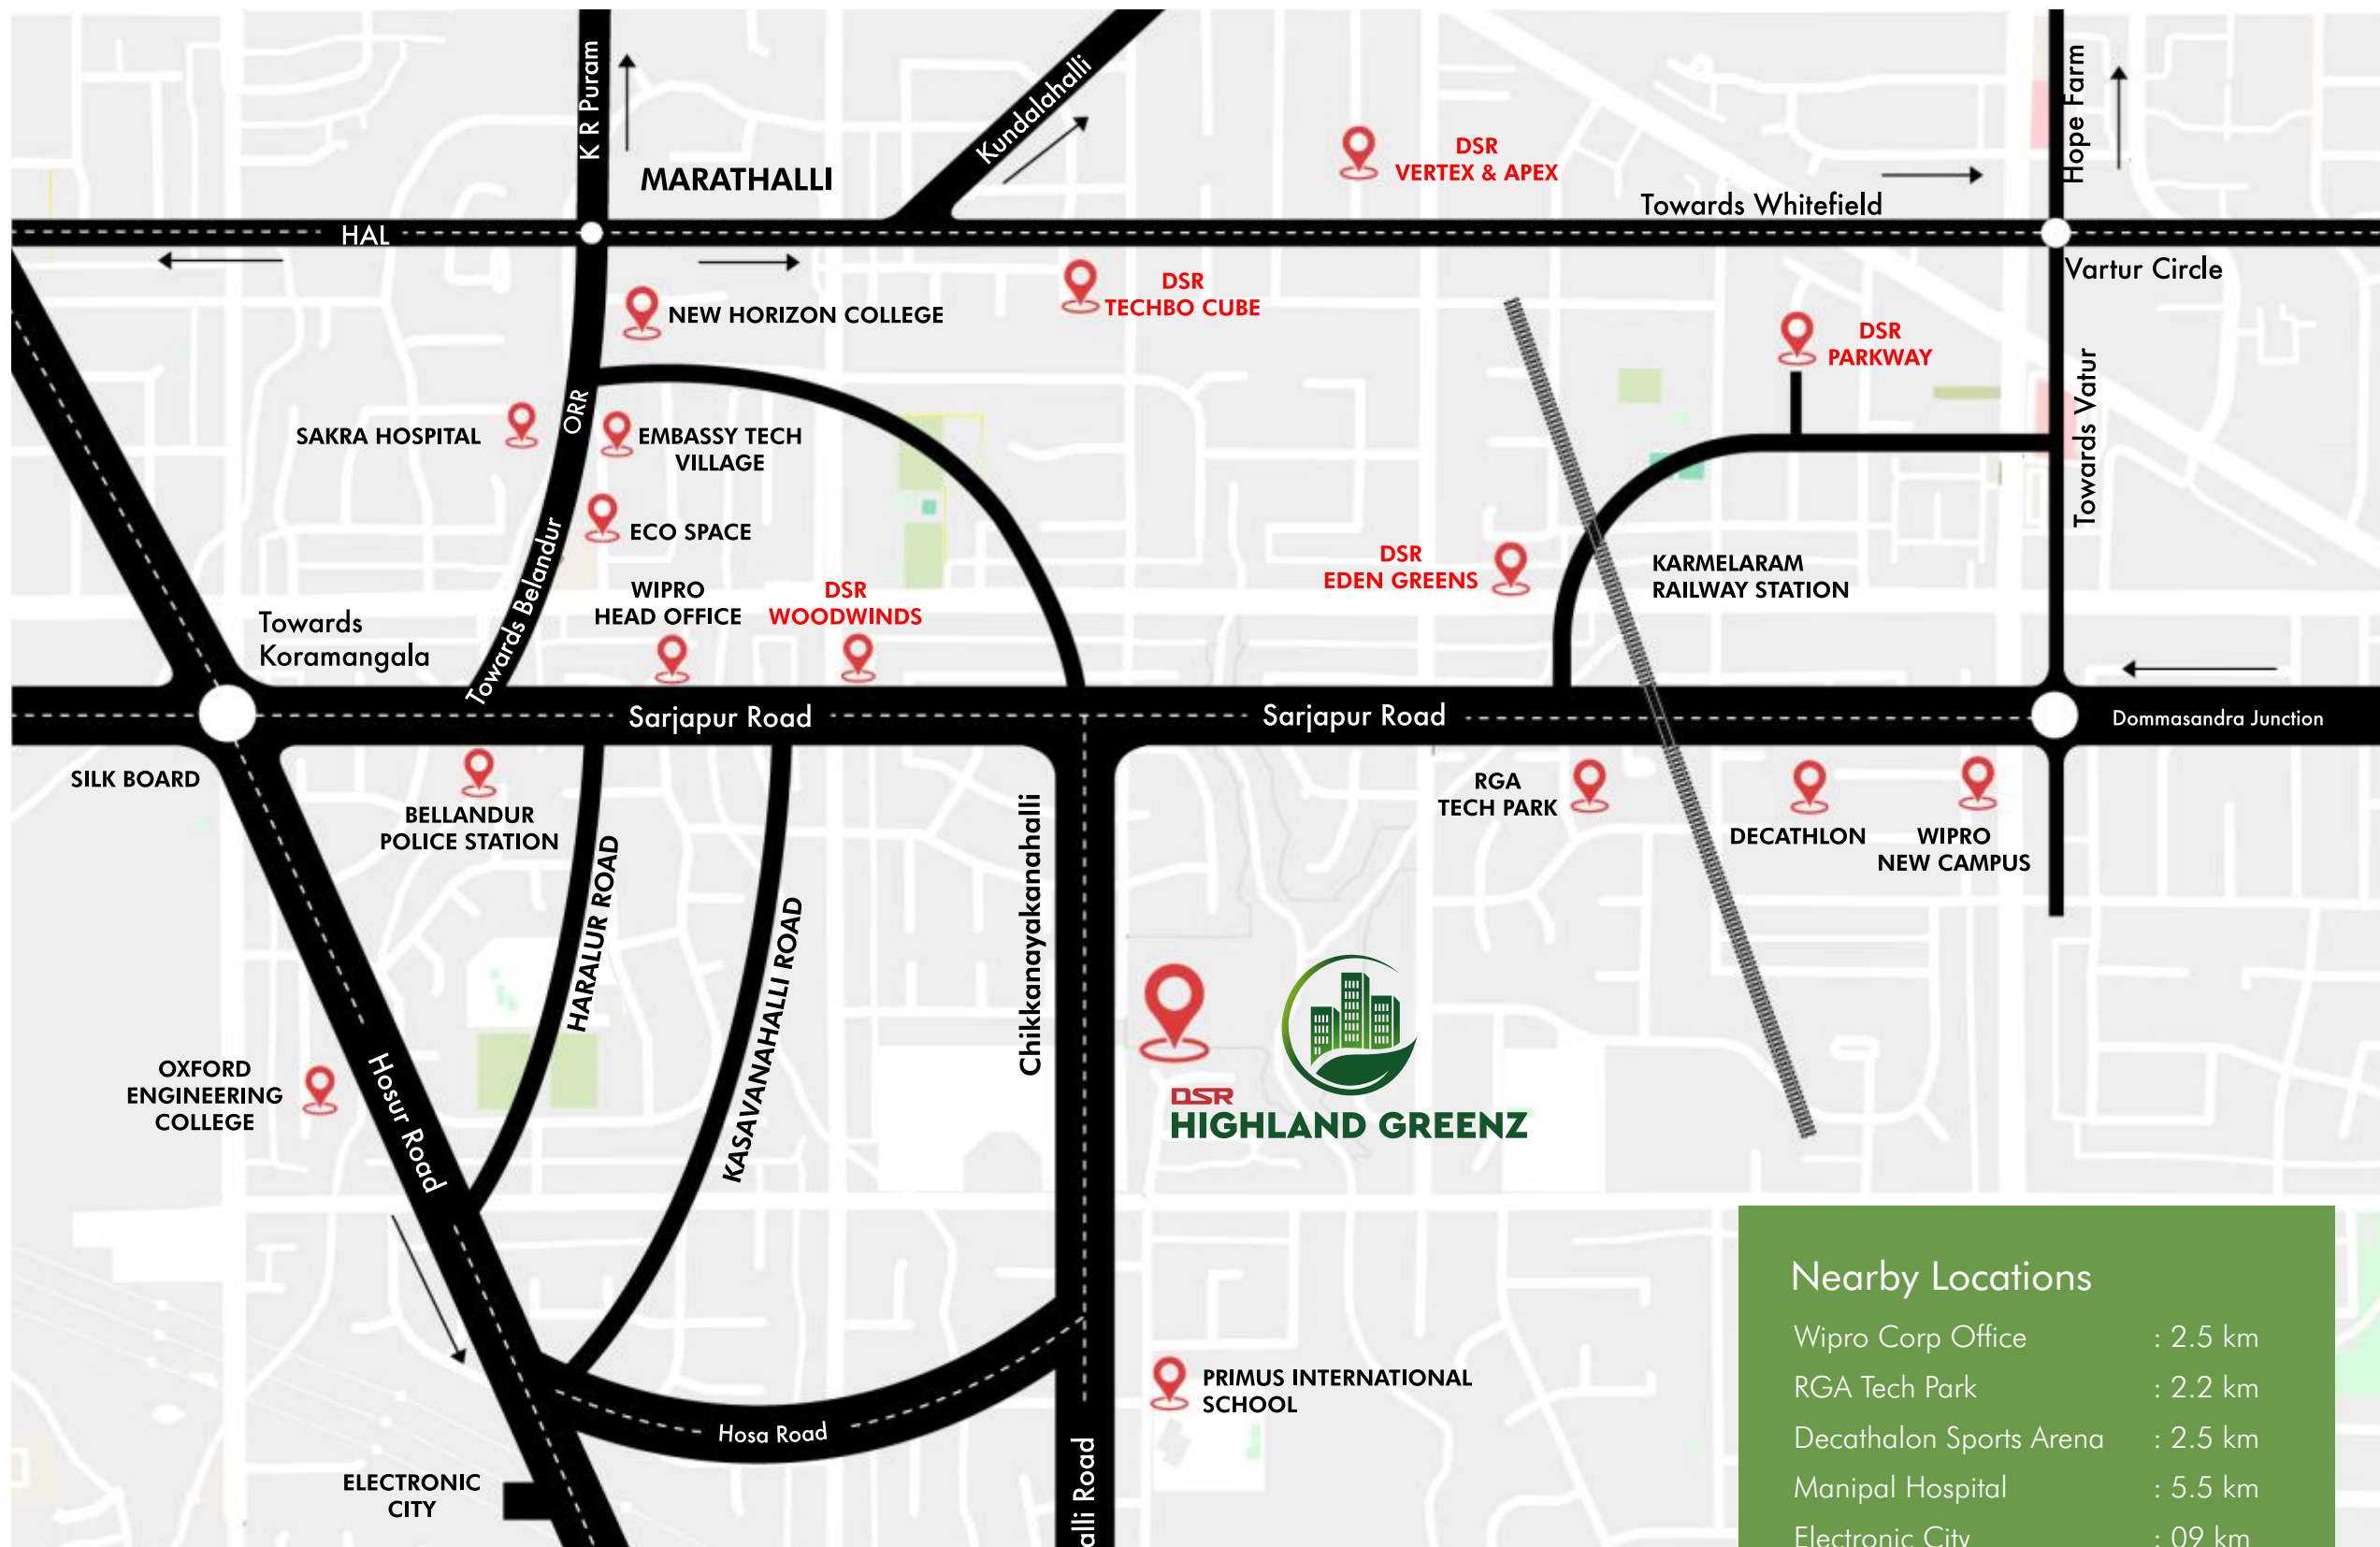 K R Puram
Kundalahalli
Hope Farm
MARATHALLI
DSR
VERTEX & APEX
Towards Whitefield
HAL
Vartur Circle
NEW HORIZON COLLEGE
DSR
TECHBO CUBE
DSR
PARKWAY
ORR
SAKRA HOSPITAL
EMBASSY TECH
VILLAGE
Towards Vatur
ECO SPACE
Towards Belandur
WIPRO
HEAD OFFICE
DSR
WOODWINDS
DSR
EDEN GREENS
KARMELARAM
RAILWAY STATION
Towards
Koramangala
Sarjapur Road
Sarjapur Road
Dommasandra Junction
SILK BOARD
BELLANDUR
POLICE STATION
RGA
TECH PARK
DECATHLON
WIPRO
NEW CAMPUS
HARALUR ROAD
KASAVANAHALLI ROAD
Chikkanayakanahalli
OXFORD
ENGINEERING
COLLEGE
Hosur Road
DSR
HIGHLAND GREENZ
PRIMUS INTERNATIONAL
SCHOOL
Hosa Road
ELECTRONIC
CITY
alli Road
Nearby Locations
Wipro Corp Office : 2.5 km
RGA Tech Park : 2.2 km
Decathalon Sports Arena : 2.5 km
Manipal Hospital : 5.5 km
Electronic City : 09 km